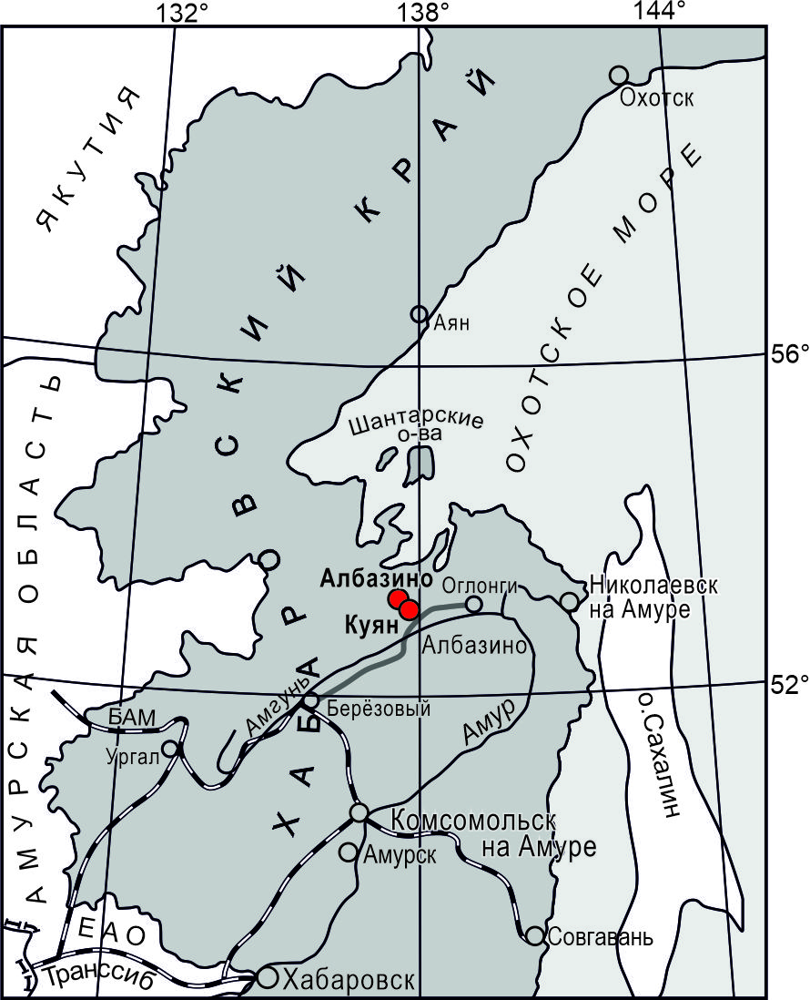 132°
138°
144°
ЯКУТИЯ
ХАБАРОВСКИЙ КРАЙ
Охотск
ОХОТСКОЕ МОРЕ
Аян
56°
Шантарские
о-ва
АМУРСКАЯ ОБЛАСТЬ
Албазино
Оглонги
Николаевск
на Амуре
Куян
Албазино
52°
Амгунь
Берёзовый
БАМ
Ургал
Амур
о.Сахалин
Комсомольск
на Амуре
Амурск
ЕАО
Совгавань
Транссиб
Хабаровск